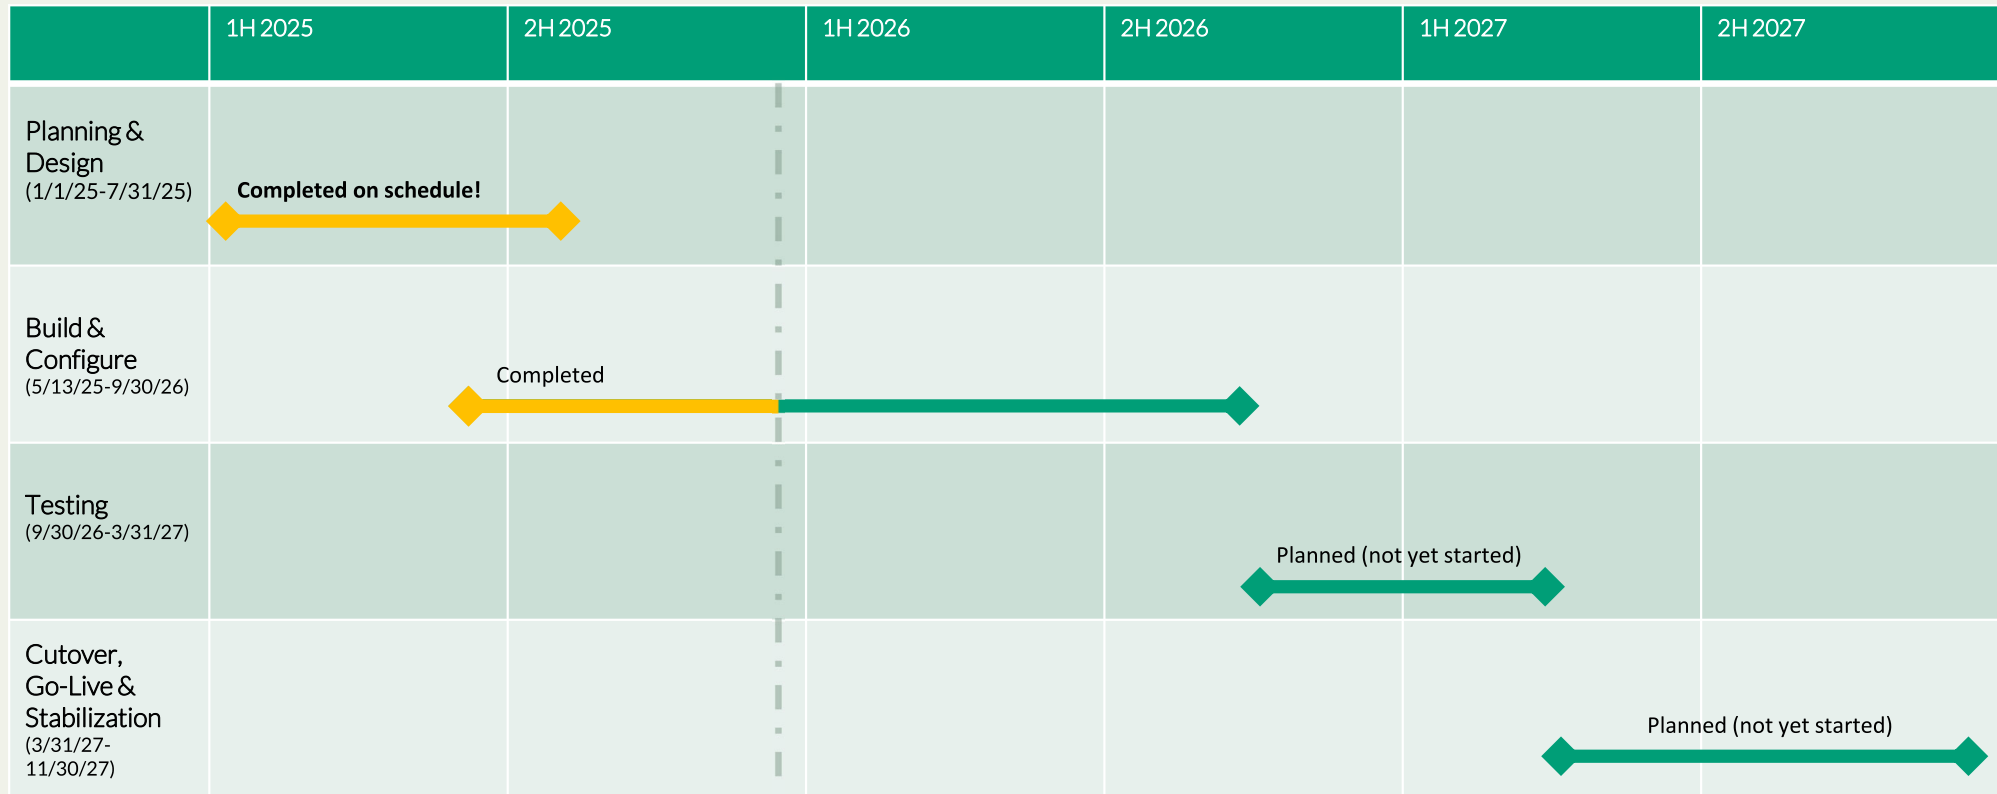 1H 2025
2H 2025
1H 2026
2H 2026
1H 2027
2H 2027
Planning &
Design
(1/1/25-7/31/25)
Completed on schedule!
Build &
Configure
(5/13/25-9/30/26)
Completed
Testing
(9/30/26-3/31/27)
Planned (not yet started)
Cutover,
Go-Live &
Stabilization
(3/31/27-
11/30/27)
Planned (not yet started)